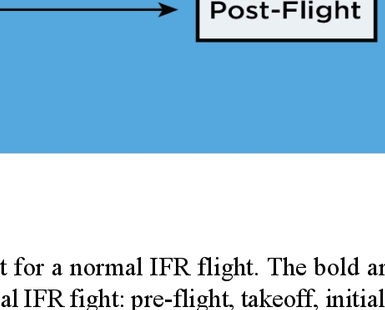 Post-Flight
t for a normal IFR flight. The bold ar
al IFR fight: pre-flight, takeoff, initial